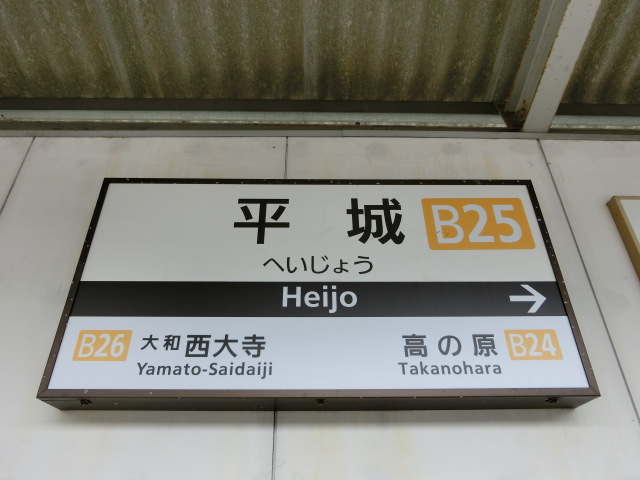 平城 B25
へいじょう
Heijo →
B26 大和西大寺 高の原 B24
Yamato-Saidaiji Takanohara